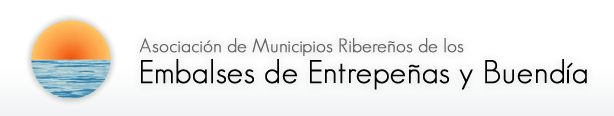 Asociación de Municipios Ribereños de los
Embalses de Entrepeñas y Buendía